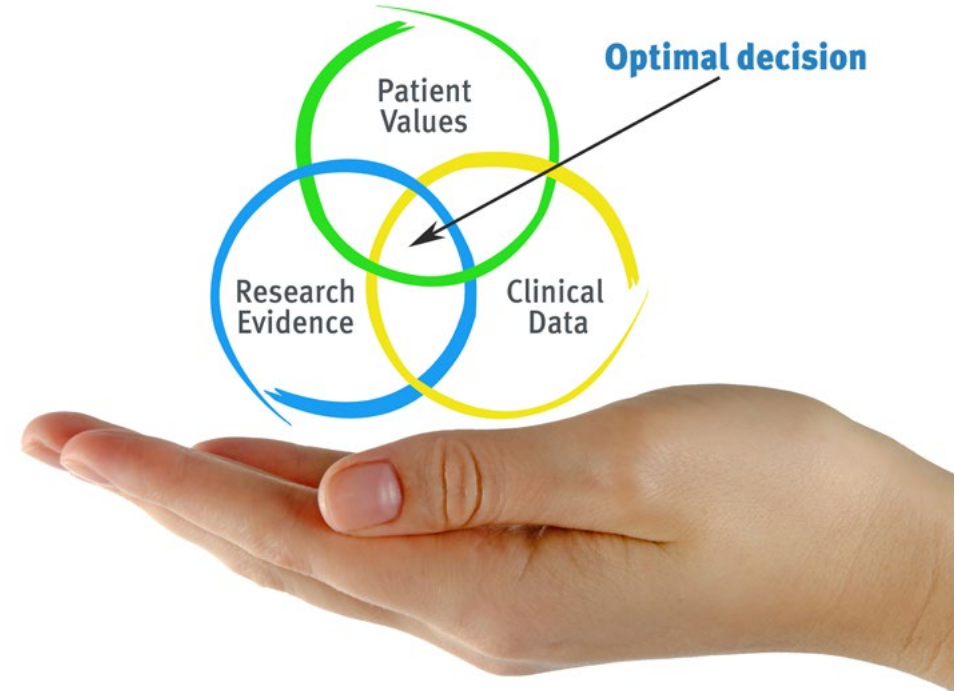 Optimal decision
Patient
Values
Research
Evidence
Clinical
Data